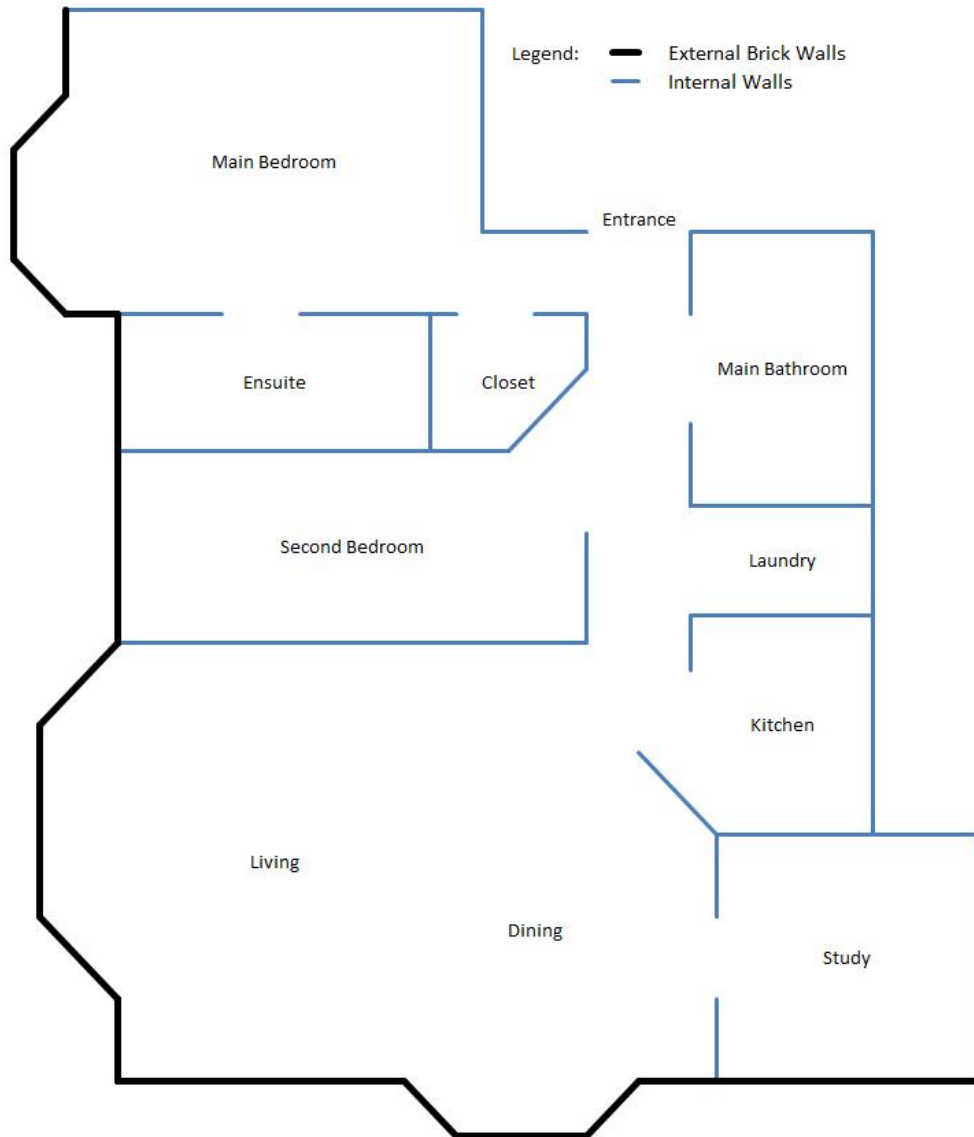 Legend:
External Brick Walls
Internal Walls
Main Bedroom
Entrance
Main Bathroom
Ensuite
Closet
Second Bedroom
Laundry
Kitchen
Living
Dining
Study